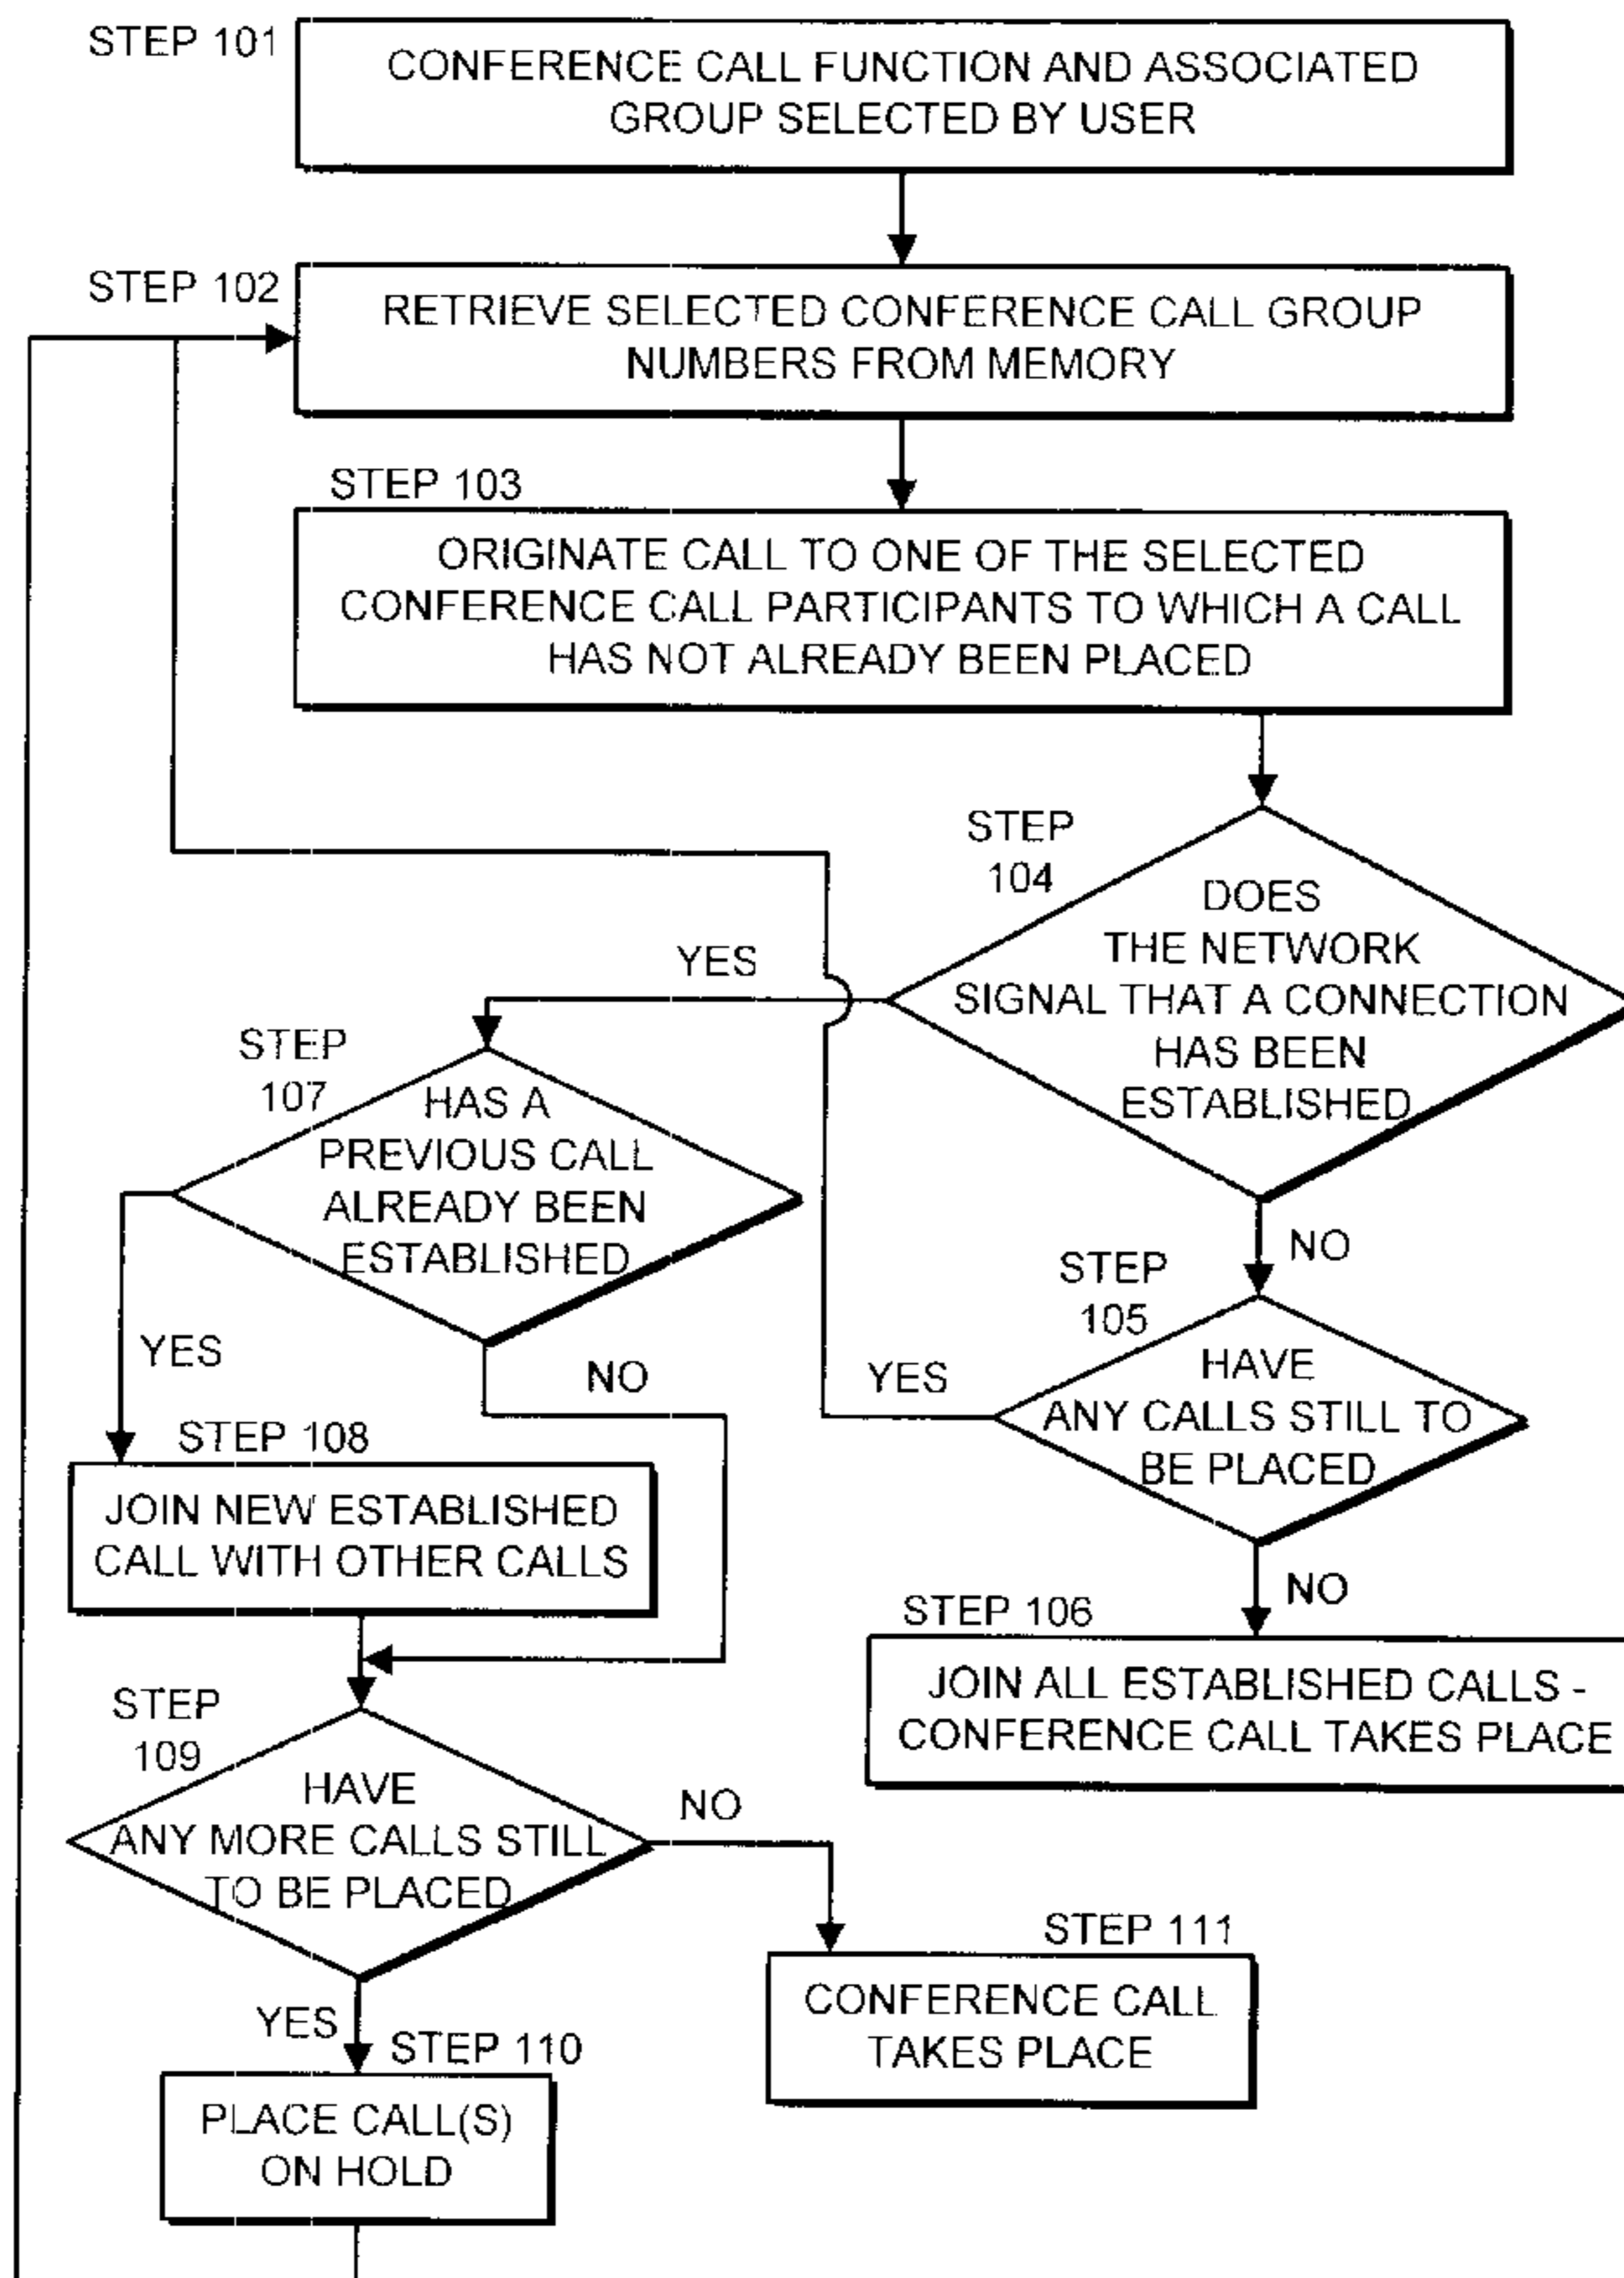 STEP 101
CONFERENCE CALL FUNCTION AND ASSOCIATED
GROUP SELECTED BY USER
STEP 102
RETRIEVE SELECTED CONFERENCE CALL GROUP
NUMBERS FROM MEMORY
STEP 103
ORIGINATE CALL TO ONE OF THE SELECTED
CONFERENCE CALL PARTICIPANTS TO WHICH A CALL
HAS NOT ALREADY BEEN PLACED
STEP
104
DOES
THE NETWORK
SIGNAL THAT A CONNECTION
HAS BEEN
ESTABLISHED
YES
NO
STEP
107
HAS A
PREVIOUS CALL
ALREADY BEEN
ESTABLISHED
YES
NO
STEP
105
HAVE
ANY CALLS STILL TO
BE PLACED
YES
NO
STEP 108
JOIN NEW ESTABLISHED
CALL WITH OTHER CALLS
STEP 106
JOIN ALL ESTABLISHED CALLS -
CONFERENCE CALL TAKES PLACE
STEP
109
HAVE
ANY MORE CALLS STILL
TO BE PLACED
NO
YES
STEP 111
CONFERENCE CALL
TAKES PLACE
STEP 110
PLACE CALL(S)
ON HOLD